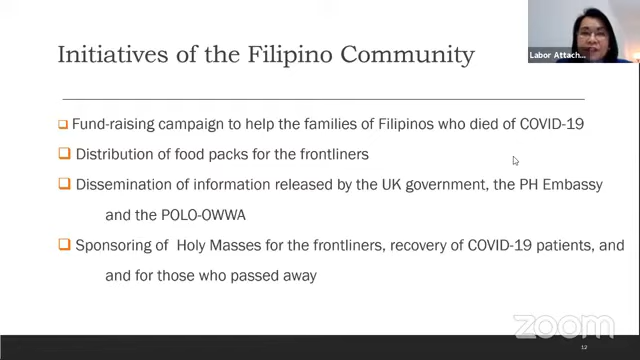 Initiatives of the Filipino Community
Labor Attach...
Fund-raising campaign to help the families of Filipinos who died of COVID-19
Distribution of food packs for the frontliners
Dissemination of information released by the UK government, the PH Embassy
and the POLO-OWWA
Sponsoring of Holy Masses for the frontliners, recovery of COVID-19 patients, and
and for those who passed away
zoom
12